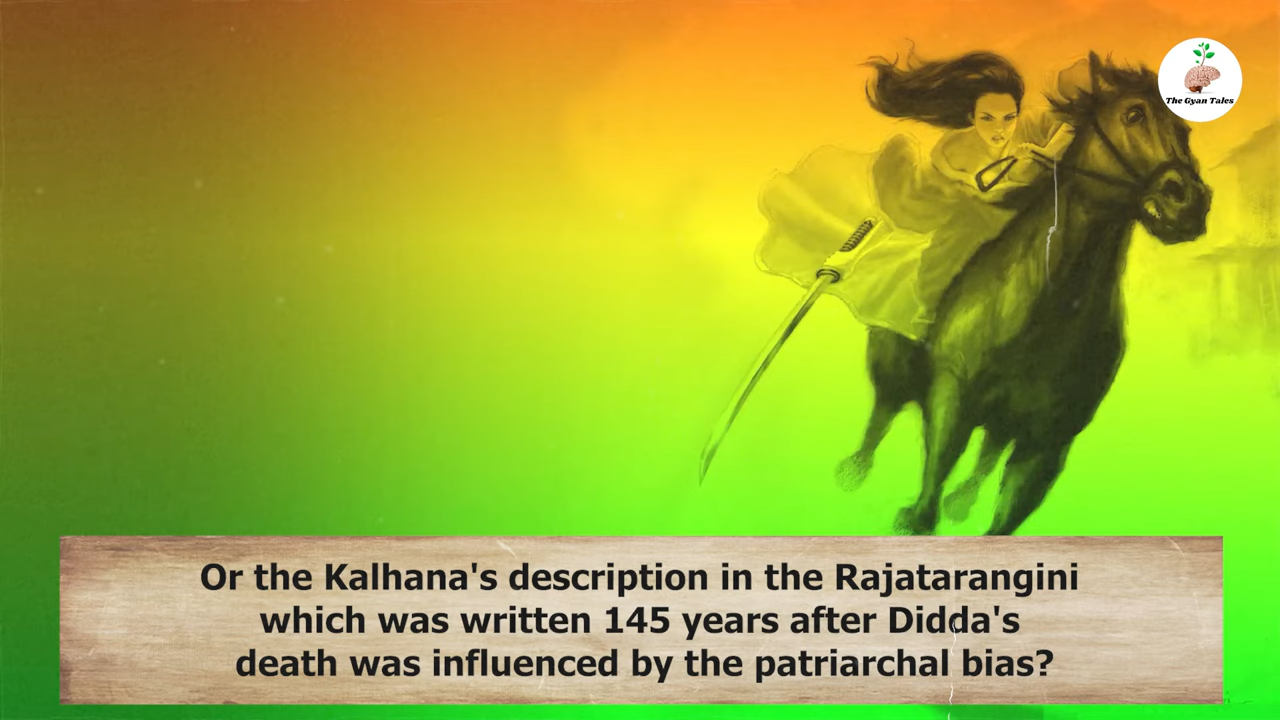 The Gyan Tales
Or the Kalhana's description in the Rajatarangini
which was written 145 years after Didda's
death was influenced by the patriarchal bias?